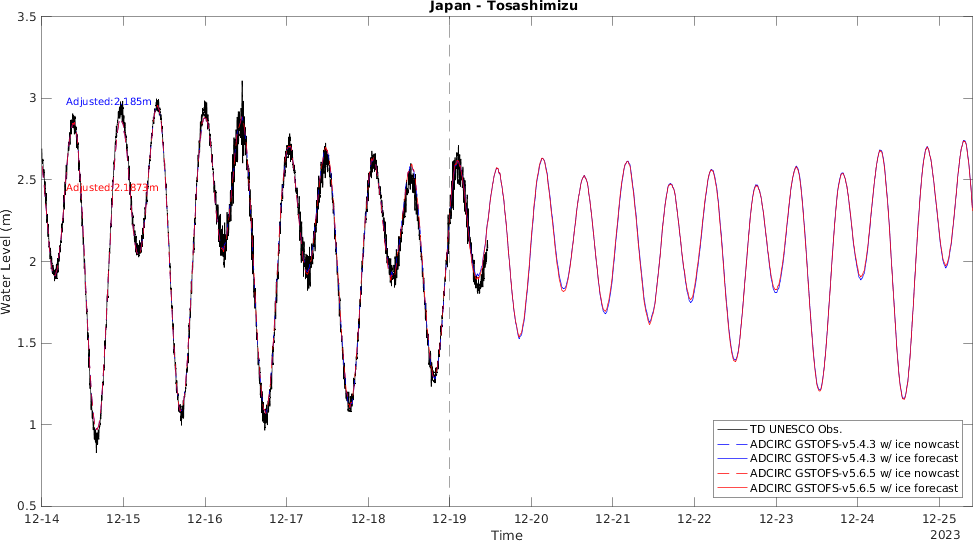 Japan - Tosashimizu
Adjusted:2.185m
Adjusted:2.1873m
Water Level (m)
3.5
3
2.5
2
1.5
1
0.5
TD UNESCO Obs.
ADCIRC GSTOFS-v5.4.3 w/ ice nowcast
ADCIRC GSTOFS-v5.4.3 w/ ice forecast
ADCIRC GSTOFS-v5.6.5 w/ ice nowcast
ADCIRC GSTOFS-v5.6.5 w/ ice forecast
12-14 12-15 12-16 12-17 12-18 12-19 12-20 12-21 12-22 12-23 12-24 12-25
Time
2023